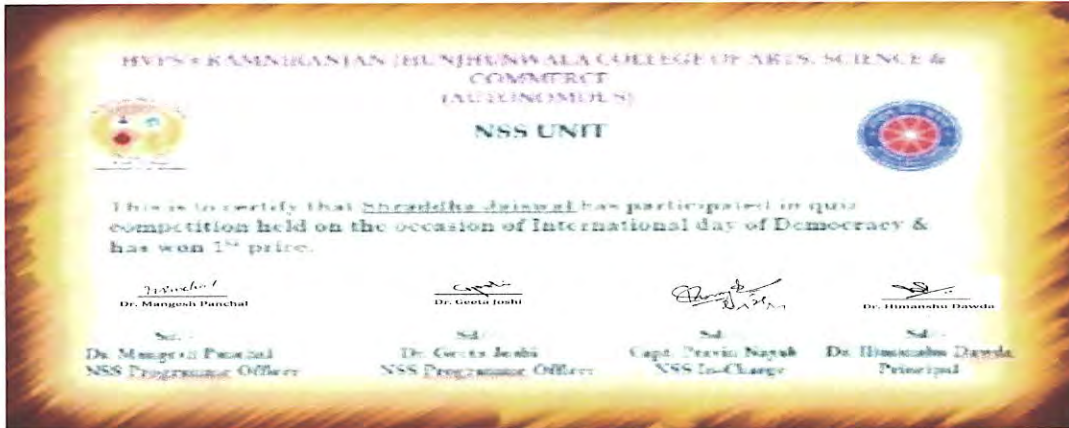 HVPS's RAMNIRANJAN JHUNJHUNWALA COLLEGE OF ARTS, SCIENCE &
COMMERCE
(AUTONOMOUS)
NSS UNIT
This is to certify that Shraddha Jaiswal has participated in quiz
competition held on the occasion of International day of Democracy &
has won 1st price.
Dr. Mangesh Panchal Dr. Geeta Joshi Dr. Himanshu Dawda
Sd/- Sd/- Sd/- Sd/-
Dr. Mangesh Panchal Dr. Geeta Joshi Capt. Pravin Nayak Dr. Himanshu Dawda
NSS Programme Officer NSS Programme Officer NSS In-Charge Principal